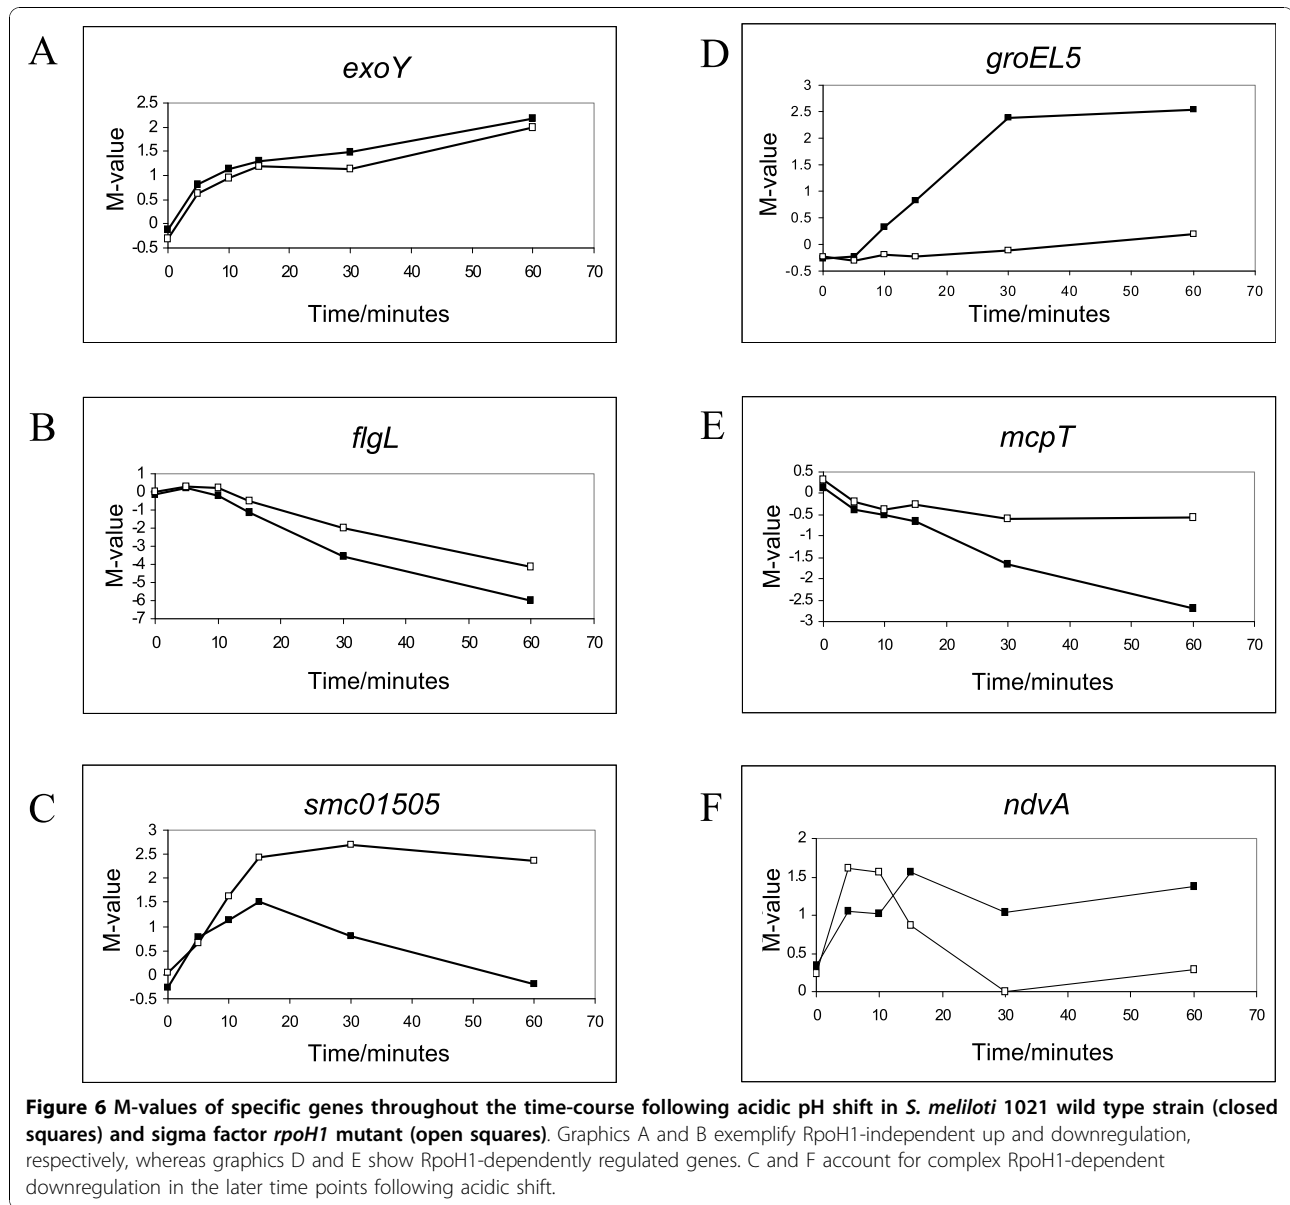 A
exoY
2.5
2
1.5
1
0.5
0
-0.5
M-value
0 10 20 30 40 50 60 70
Time/minutes
D
groEL5
3
2.5
2
1.5
1
0.5
0
-0.5
M-value
0 10 20 30 40 50 60 70
Time/minutes
B
flgL
1
0
-1
-2
-3
-4
-5
-6
-7
M-value
0 10 20 30 40 50 60 70
Time/minutes
E
mcpT
0.5
0
-0.5
-1
-1.5
-2
-2.5
-3
M-value
0 10 20 30 40 50 60 70
Time/minutes
C
smc01505
3
2.5
2
1.5
1
0.5
0
-0.5
M-value
0 10 20 30 40 50 60 70
Time/minutes
F
ndvA
2
1.5
1
0.5
0
M-value
0 10 20 30 40 50 60 70
Time/minutes
Figure 6 M-values of specific genes throughout the time-course following acidic pH shift in S. meliloti 1021 wild type strain (closed
squares) and sigma factor rpoH1 mutant (open squares). Graphics A and B exemplify RpoH1-independent up and downregulation,
respectively, whereas graphics D and E show RpoH1-dependently regulated genes. C and F account for complex RpoH1-dependent
downregulation in the later time points following acidic shift.